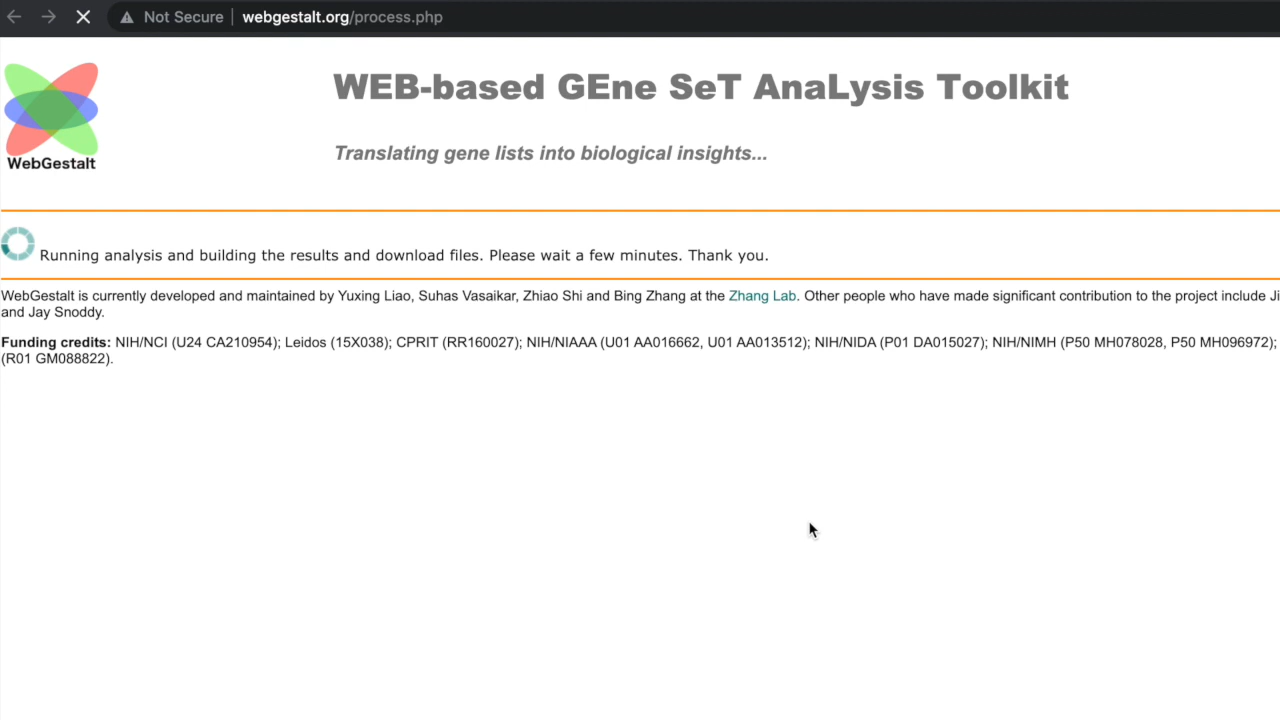 Not Secure | webgestalt.org/process.php
WEB-based GEne SeT AnaLysis Toolkit
Translating gene lists into biological insights...
WebGestalt
Running analysis and building the results and download files. Please wait a few minutes. Thank you.
WebGestalt is currently developed and maintained by Yuxing Liao, Suhas Vasaikar, Zhiao Shi and Bing Zhang at the Zhang Lab. Other people who have made significant contribution to the project include Ji
and Jay Snoddy.
Funding credits: NIH/NCI (U24 CA210954); Leidos (15X038); CPRIT (RR160027); NIH/NIAAA (U01 AA016662, U01 AA013512); NIH/NIDA (P01 DA015027); NIH/NIMH (P50 MH078028, P50 MH096972);
(R01 GM088822).